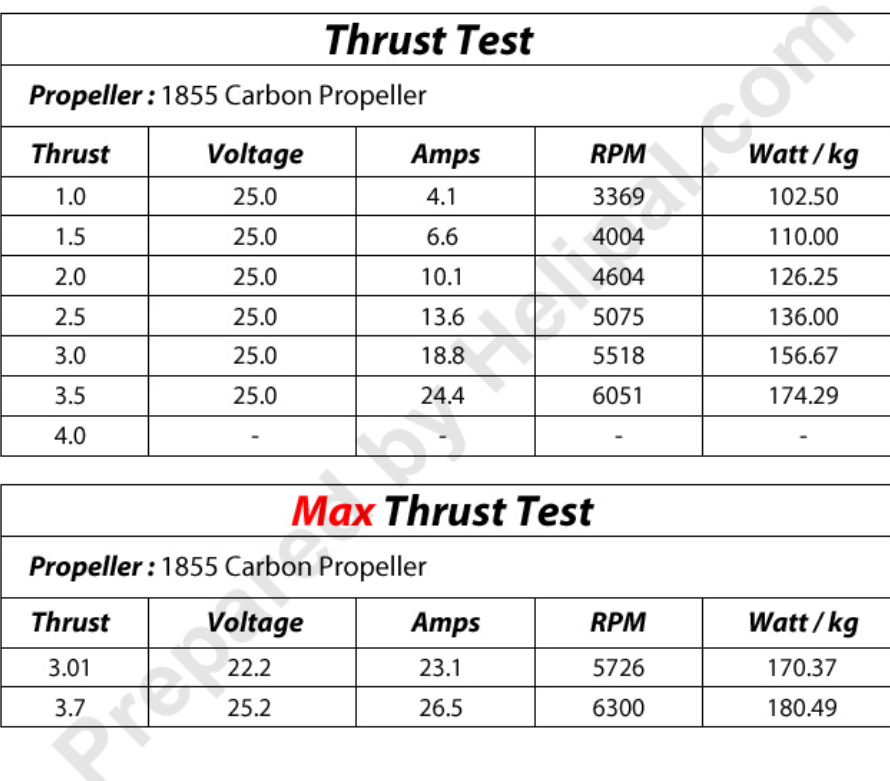 Thrust Test
Propeller : 1855 Carbon Propeller
Thrust Voltage Amps RPM Watt / kg
1.0 25.0 4.1 3369 102.50
1.5 25.0 6.6 4004 110.00
2.0 25.0 10.1 4604 126.25
2.5 25.0 13.6 5075 136.00
3.0 25.0 18.8 5518 156.67
3.5 25.0 24.4 6051 174.29
4.0 - - - -
Max Thrust Test
Propeller : 1855 Carbon Propeller
Thrust Voltage Amps RPM Watt / kg
3.01 22.2 23.1 5726 170.37
3.7 25.2 26.5 6300 180.49
Prepared by Helipal.com